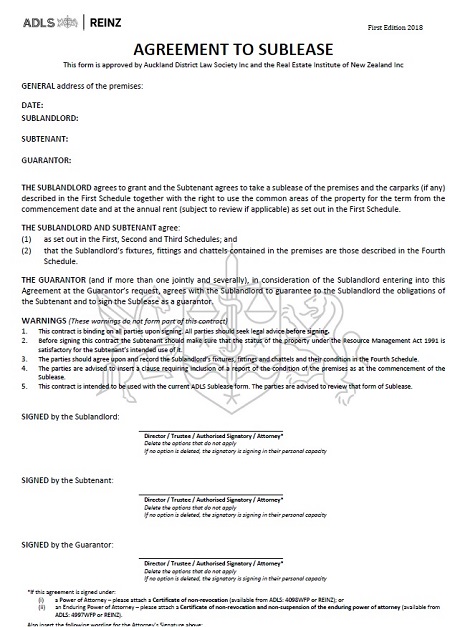 ADLS | REINZ
First Edition 2018
AGREEMENT TO SUBLEASE
This form is approved by Auckland District Law Society Inc and the Real Estate Institute of New Zealand Inc
GENERAL address of the premises:
DATE:
SUBLANDLORD:
SUBTENANT:
GUARANTOR:
THE SUBLANDLORD agrees to grant and the Subtenant agrees to take a sublease of the premises and the carparks (if any)
described in the First Schedule together with the right to use the common areas of the property for the term from the
commencement date and at the annual rent (subject to review if applicable) as set out in the First Schedule.
THE SUBLANDLORD AND SUBTENANT agree:
(1) as set out in the First, Second and Third Schedules; and
(2) that the Sublandlord's fixtures, fittings and chattels contained in the premises are those described in the Fourth
Schedule.
THE GUARANTOR (and if more than one jointly and severally), in consideration of the Sublandlord entering into this
Agreement at the Guarantor's request, agrees with the Sublandlord to guarantee to the Sublandlord the obligations of
the Subtenant and to sign the Sublease as a guarantor.
WARNINGS (These warnings do not form part of this contract)
1. This contract is binding on all parties upon signing. All parties should seek legal advice before signing.
2. Before signing this contract the Subtenant should make sure that the status of the property under the Resource Management Act 1991 is
satisfactory for the Subtenant's intended use of it.
3. The parties should agree upon and record the Sublandlord's fixtures, fittings and chattels and their condition in the Fourth Schedule.
4. The parties are advised to insert a clause requiring inclusion of a report of the condition of the premises as at the commencement of the
Sublease.
5. This contract is intended to be used with the current ADLS Sublease form. The parties are advised to review that form of Sublease.
SIGNED by the Sublandlord:
Director / Trustee / Authorised Signatory / Attorney*
Delete the options that do not apply
If no option is deleted, the signatory is signing in their personal capacity
SIGNED by the Subtenant:
Director / Trustee / Authorised Signatory / Attorney*
Delete the options that do not apply
If no option is deleted, the signatory is signing in their personal capacity
SIGNED by the Guarantor:
Director / Trustee / Authorised Signatory / Attorney*
Delete the options that do not apply
If no option is deleted, the signatory is signing in their personal capacity
*If this agreement is signed under:
(i) a Power of Attorney – please attach a Certificate of non-revocation (available from ADLS: 4098WFP or REINZ); or
(ii) an Enduring Power of Attorney – please attach a Certificate of non-revocation and non-suspension of the enduring power of attorney (available from
ADLS: 4997WFP or REINZ).
Also insert the following wording for the Attorney's Signature above: